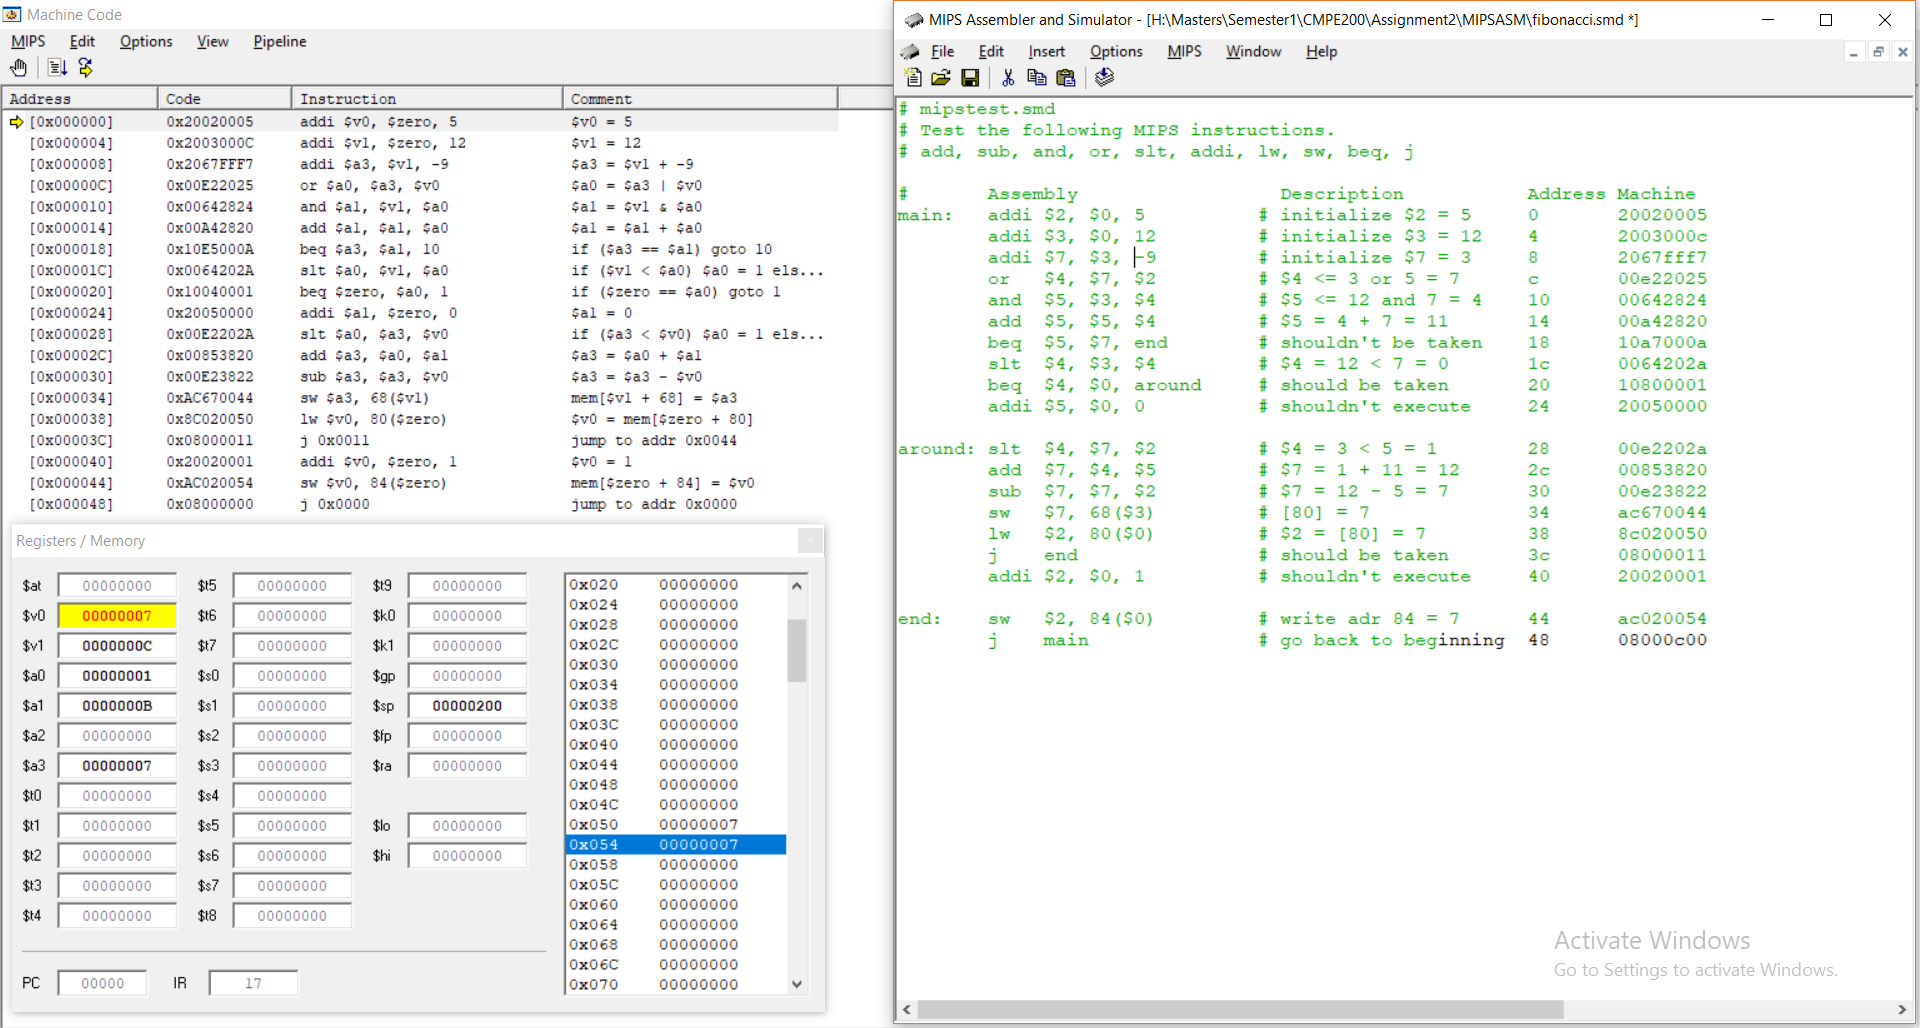 Machine Code
MIPS Edit Options View Pipeline
Address Code Instruction Comment
[0x000000] 0x20020005 addi $v0, $zero, 5 $v0 = 5
[0x000004] 0x2003000C addi $v1, $zero, 12 $v1 = 12
[0x000008] 0x2067FFF7 addi $a3, $v1, -9 $a3 = $v1 + -9
[0x00000C] 0x00E22025 or $a0, $a3, $v0 $a0 = $a3 | $v0
[0x000010] 0x00642824 and $a1, $v1, $a0 $a1 = $v1 & $a0
[0x000014] 0x00A42820 add $a1, $a1, $a0 $a1 = $a1 + $a0
[0x000018] 0x10E5000A beq $a3, $a1, 10 if ($a3 == $a1) goto 10
[0x00001C] 0x0064202A slt $a0, $v1, $a0 if ($v1 < $a0) $a0 = 1 els...
[0x000020] 0x10040001 beq $zero, $a0, 1 if ($zero == $a0) goto 1
[0x000024] 0x20050000 addi $a1, $zero, 0 $a1 = 0
[0x000028] 0x00E2202A slt $a0, $a3, $v0 if ($a3 < $v0) $a0 = 1 els...
[0x00002C] 0x00853820 add $a3, $a0, $a1 $a3 = $a0 + $a1
[0x000030] 0x00E23822 sub $a3, $a3, $v0 $a3 = $a3 - $v0
[0x000034] 0xAC670044 sw $a3, 68($v1) mem[$v1 + 68] = $a3
[0x000038] 0x8C020050 lw $v0, 80($zero) $v0 = mem[$zero + 80]
[0x00003C] 0x08000011 j 0x0011 jump to addr 0x0044
[0x000040] 0x20020001 addi $v0, $zero, 1 $v0 = 1
[0x000044] 0xAC020054 sw $v0, 84($zero) mem[$zero + 84] = $v0
[0x000048] 0x08000000 j 0x0000 jump to addr 0x0000
Registers / Memory
$at 00000000 $t5 00000000 $t9 00000000
$v0 00000007 $t6 00000000 $k0 00000000
$v1 0000000C $t7 00000000 $k1 00000000
$a0 00000001 $s0 00000000 $gp 00000000
$a1 0000000B $s1 00000000 $sp 00000200
$a2 00000000 $s2 00000000 $fp 00000000
$a3 00000007 $s3 00000000 $ra 00000000
$t0 00000000 $s4 00000000
$t1 00000000 $s5 00000000 $lo 00000000
$t2 00000000 $s6 00000000 $hi 00000000
$t3 00000000 $s7 00000000
$t4 00000000 $t8 00000000
PC 00000 IR 17
0x020 00000000
0x024 00000000
0x028 00000000
0x02C 00000000
0x030 00000000
0x034 00000000
0x038 00000000
0x03C 00000000
0x040 00000000
0x044 00000000
0x048 00000000
0x04C 00000000
0x050 00000007
0x054 00000007
0x058 00000000
0x05C 00000000
0x060 00000000
0x064 00000000
0x068 00000000
0x06C 00000000
0x070 00000000
MIPS Assembler and Simulator - [H:\Masters\Semester1\CMPE200\Assignment2\MIPSASM\fibonacci.smd *]
File Edit Insert Options MIPS Window Help
# mipstest.smd
# Test the following MIPS instructions.
# add, sub, and, or, slt, addi, lw, sw, beq, j
# Assembly Description Address Machine
main: addi $2, $0, 5 # initialize $2 = 5 0 20020005
addi $3, $0, 12 # initialize $3 = 12 4 2003000c
addi $7, $3, -9 # initialize $7 = 3 8 2067fff7
or $4, $7, $2 # $4 <= 3 or 5 = 7 c 00e22025
and $5, $3, $4 # $5 <= 12 and 7 = 4 10 00642824
add $5, $5, $4 # $5 = 4 + 7 = 11 14 00a42820
beq $5, $7, end # shouldn't be taken 18 10a7000a
slt $4, $3, $4 # $4 = 12 < 7 = 0 1c 0064202a
beq $4, $0, around # should be taken 20 10800001
addi $5, $0, 0 # shouldn't execute 24 20050000
around: slt $4, $7, $2 # $4 = 3 < 5 = 1 28 00e2202a
add $7, $4, $5 # $7 = 1 + 11 = 12 2c 00853820
sub $7, $7, $2 # $7 = 12 - 5 = 7 30 00e23822
sw $7, 68($3) # [80] = 7 34 ac670044
lw $2, 80($0) # $2 = [80] = 7 38 8c020050
j end # should be taken 3c 08000011
addi $2, $0, 1 # shouldn't execute 40 20020001
end: sw $2, 84($0) # write adr 84 = 7 44 ac020054
j main # go back to beginning 48 08000c00
Activate Windows
Go to Settings to activate Windows.